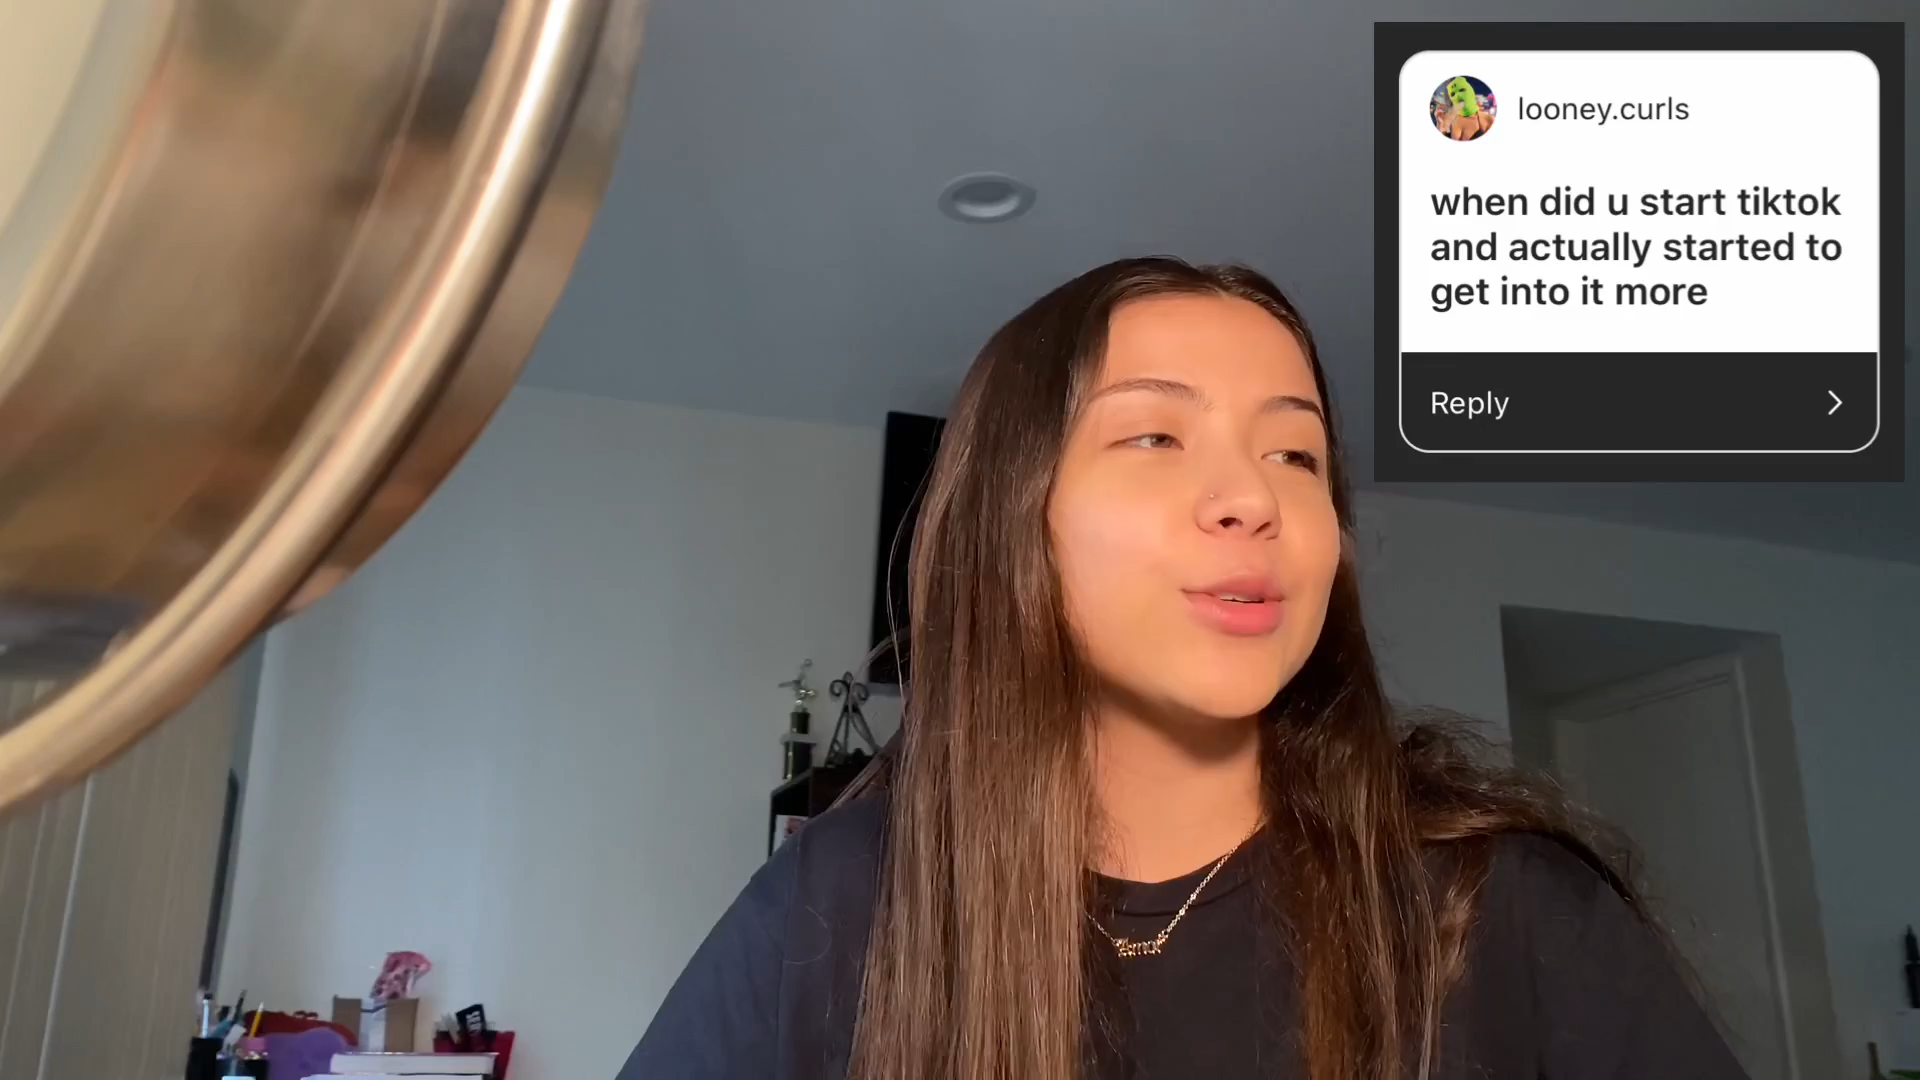 looney.curls
when did u start tiktok
and actually started to
get into it more
Reply